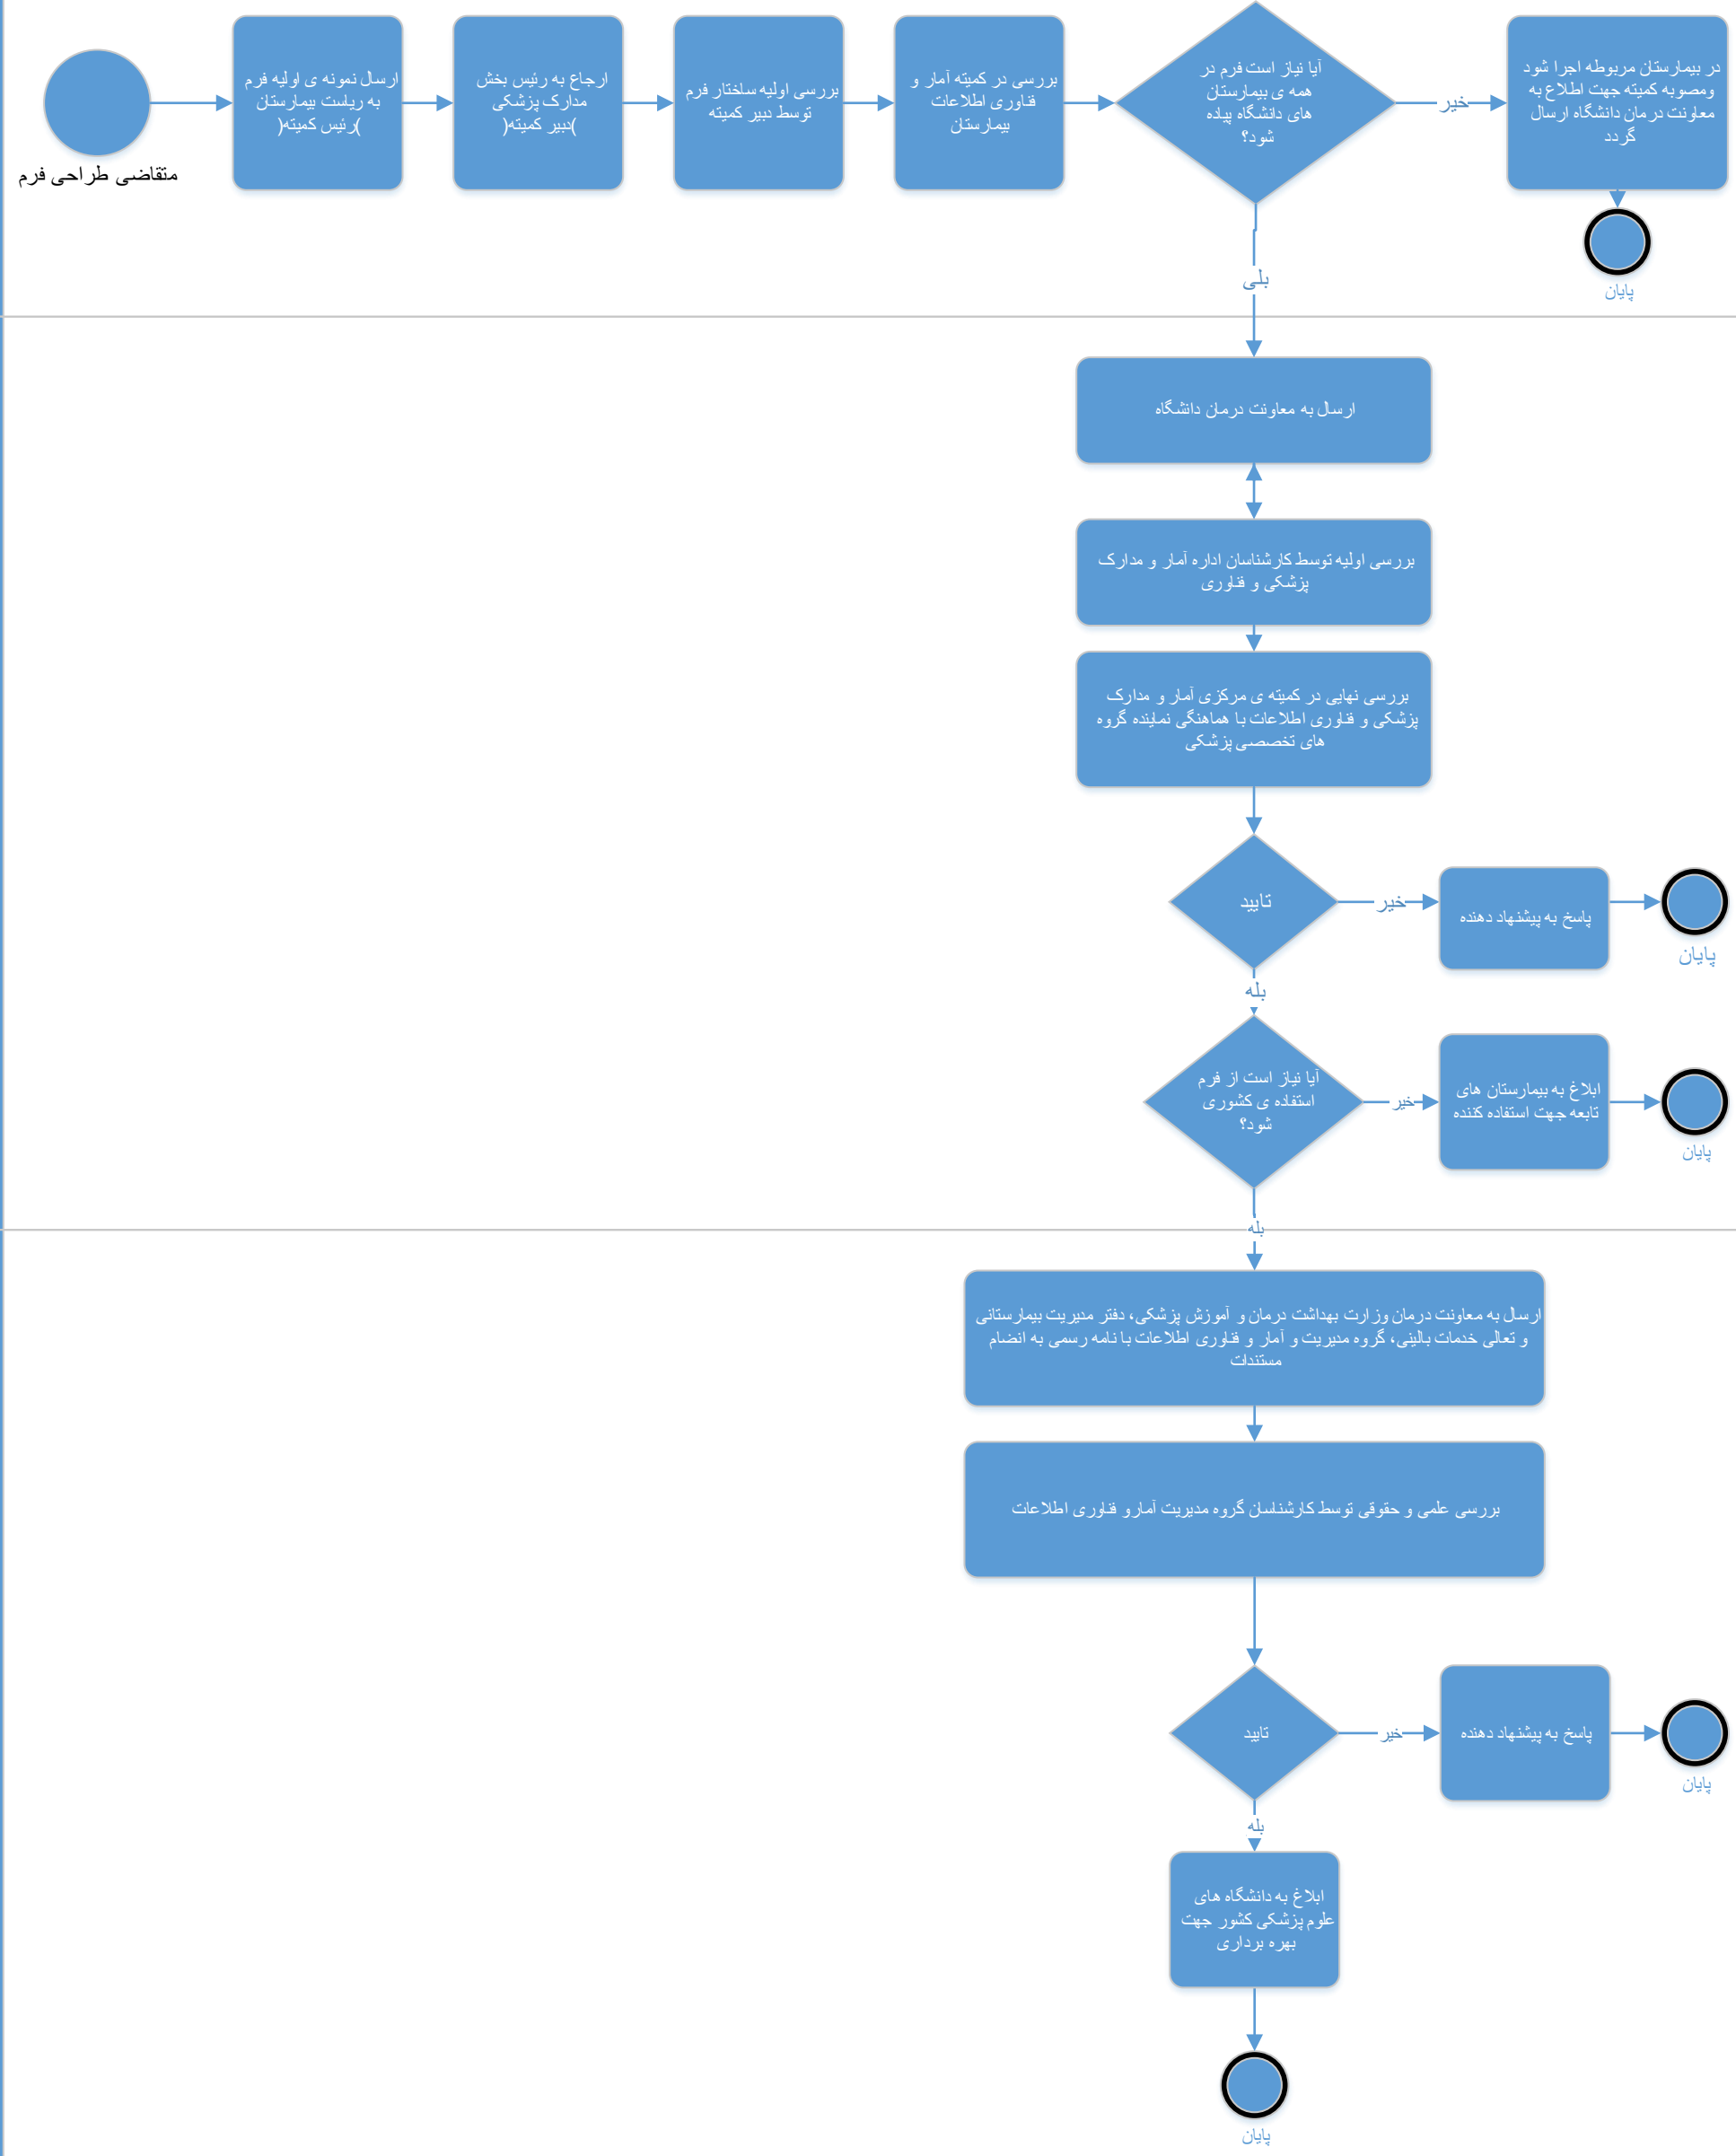 متقاضی طراحی فرم
ارسال نمونه ی اولیه فرم
به ریاست بیمارستان
)رئیس کمیته(
ارجاع به رئیس بخش
مدارک پزشکی
)دبیر کمیته(
بررسی اولیه ساختار فرم
توسط دبیر کمیته
بررسی در کمیته آمار و
فناوری اطلاعات
بیمارستان
آیا نیاز است فرم در
همه ی بیمارستان
های دانشگاه پیاده
شود؟
خیر
در بیمارستان مربوطه اجرا شود
ومصوبه کمیته جهت اطلاع به
معاونت درمان دانشگاه ارسال
گردد
پایان
بلی
ارسال به معاونت درمان دانشگاه
بررسی اولیه توسط کارشناسان اداره آمار و مدارک
پزشکی و فناوری
بررسی نهایی در کمیته ی مرکزی آمار و مدارک
پزشکی و فناوری اطلاعات با هماهنگی نماینده گروه
های تخصصی پزشکی
تایید
خیر
پاسخ به پیشنهاد دهنده
پایان
بله
آیا نیاز است از فرم
استفاده ی کشوری
شود؟
خیر
ابلاغ به بیمارستان های
تابعه جهت استفاده کننده
پایان
بله
ارسال به معاونت درمان وزارت بهداشت درمان و آموزش پزشکی، دفتر مدیریت بیمارستانی
و تعالی خدمات بالینی، گروه مدیریت و آمار و فناوری اطلاعات با نامه رسمی به انضام
مستندات
بررسی علمی و حقوقی توسط کارشناسان گروه مدیریت آمارو فناوری اطلاعات
تایید
خیر
پاسخ به پیشنهاد دهنده
پایان
بله
ابلاغ به دانشگاه های
علوم پزشکی کشور جهت
بهره برداری
پایان